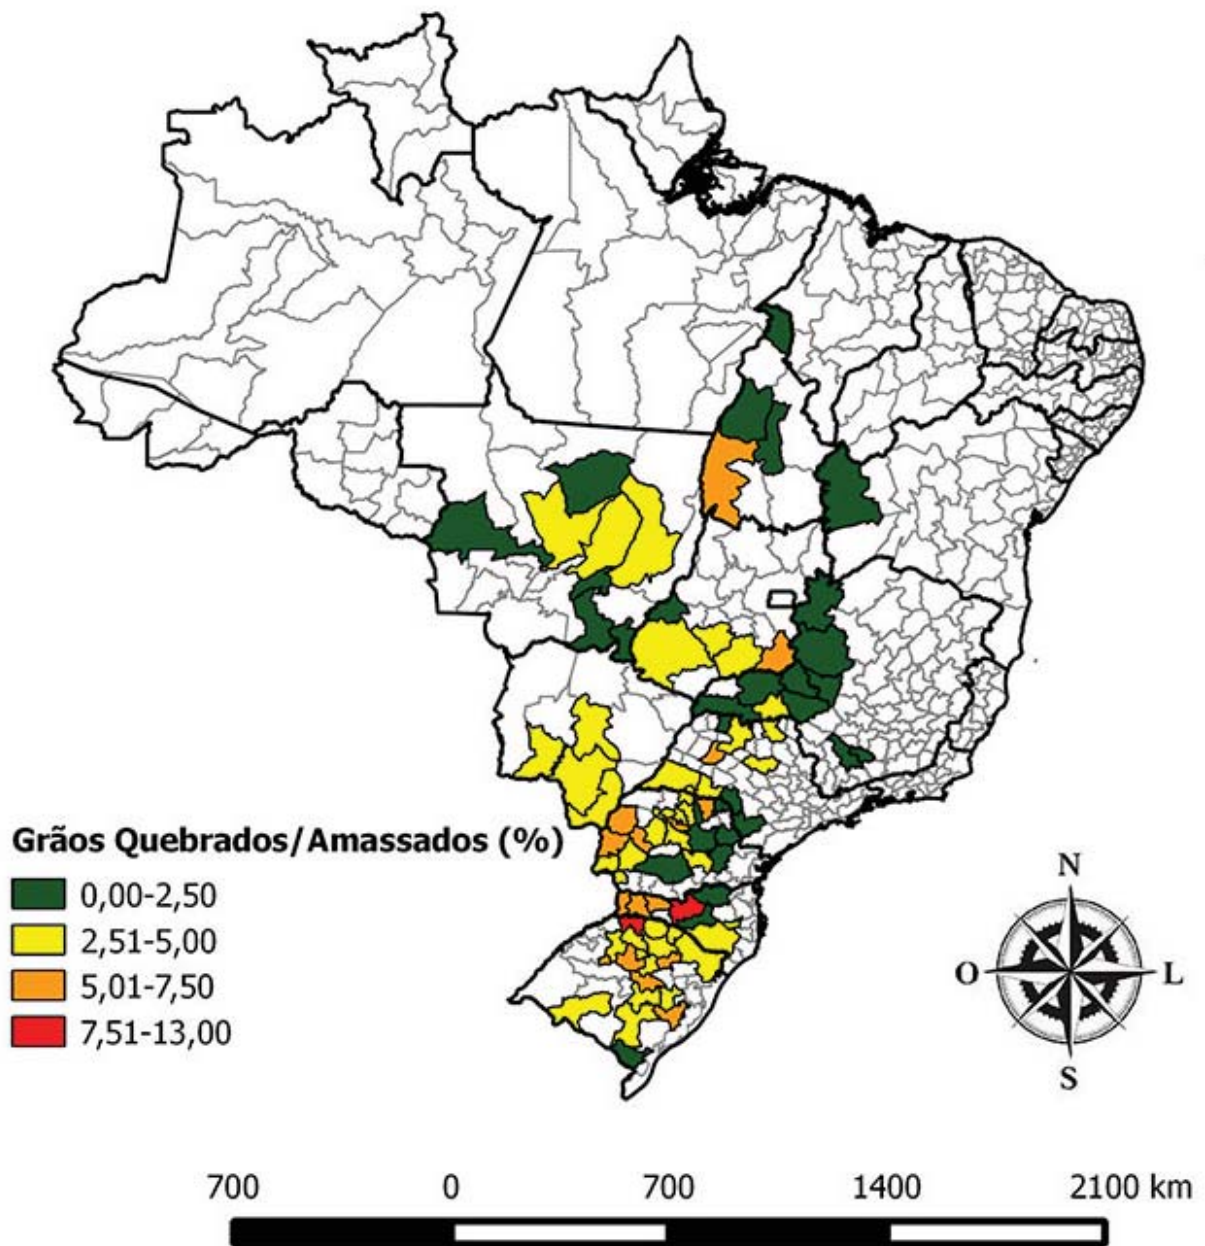 Grãos Quebrados/Amassados (%)
0,00-2,50
2,51-5,00
5,01-7,50
7,51-13,00
N
O
L
S
700 0 700 1400 2100 km